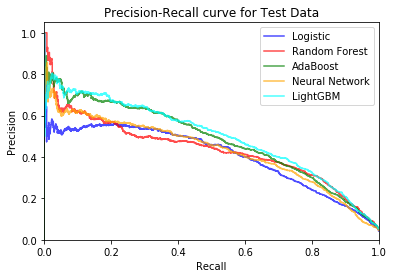 Precision-Recall curve for Test Data
Precision
1.0
0.8
0.6
0.4
0.2
0.0
Logistic
Random Forest
AdaBoost
Neural Network
LightGBM
0.0 0.2 0.4 0.6 0.8 1.0
Recall